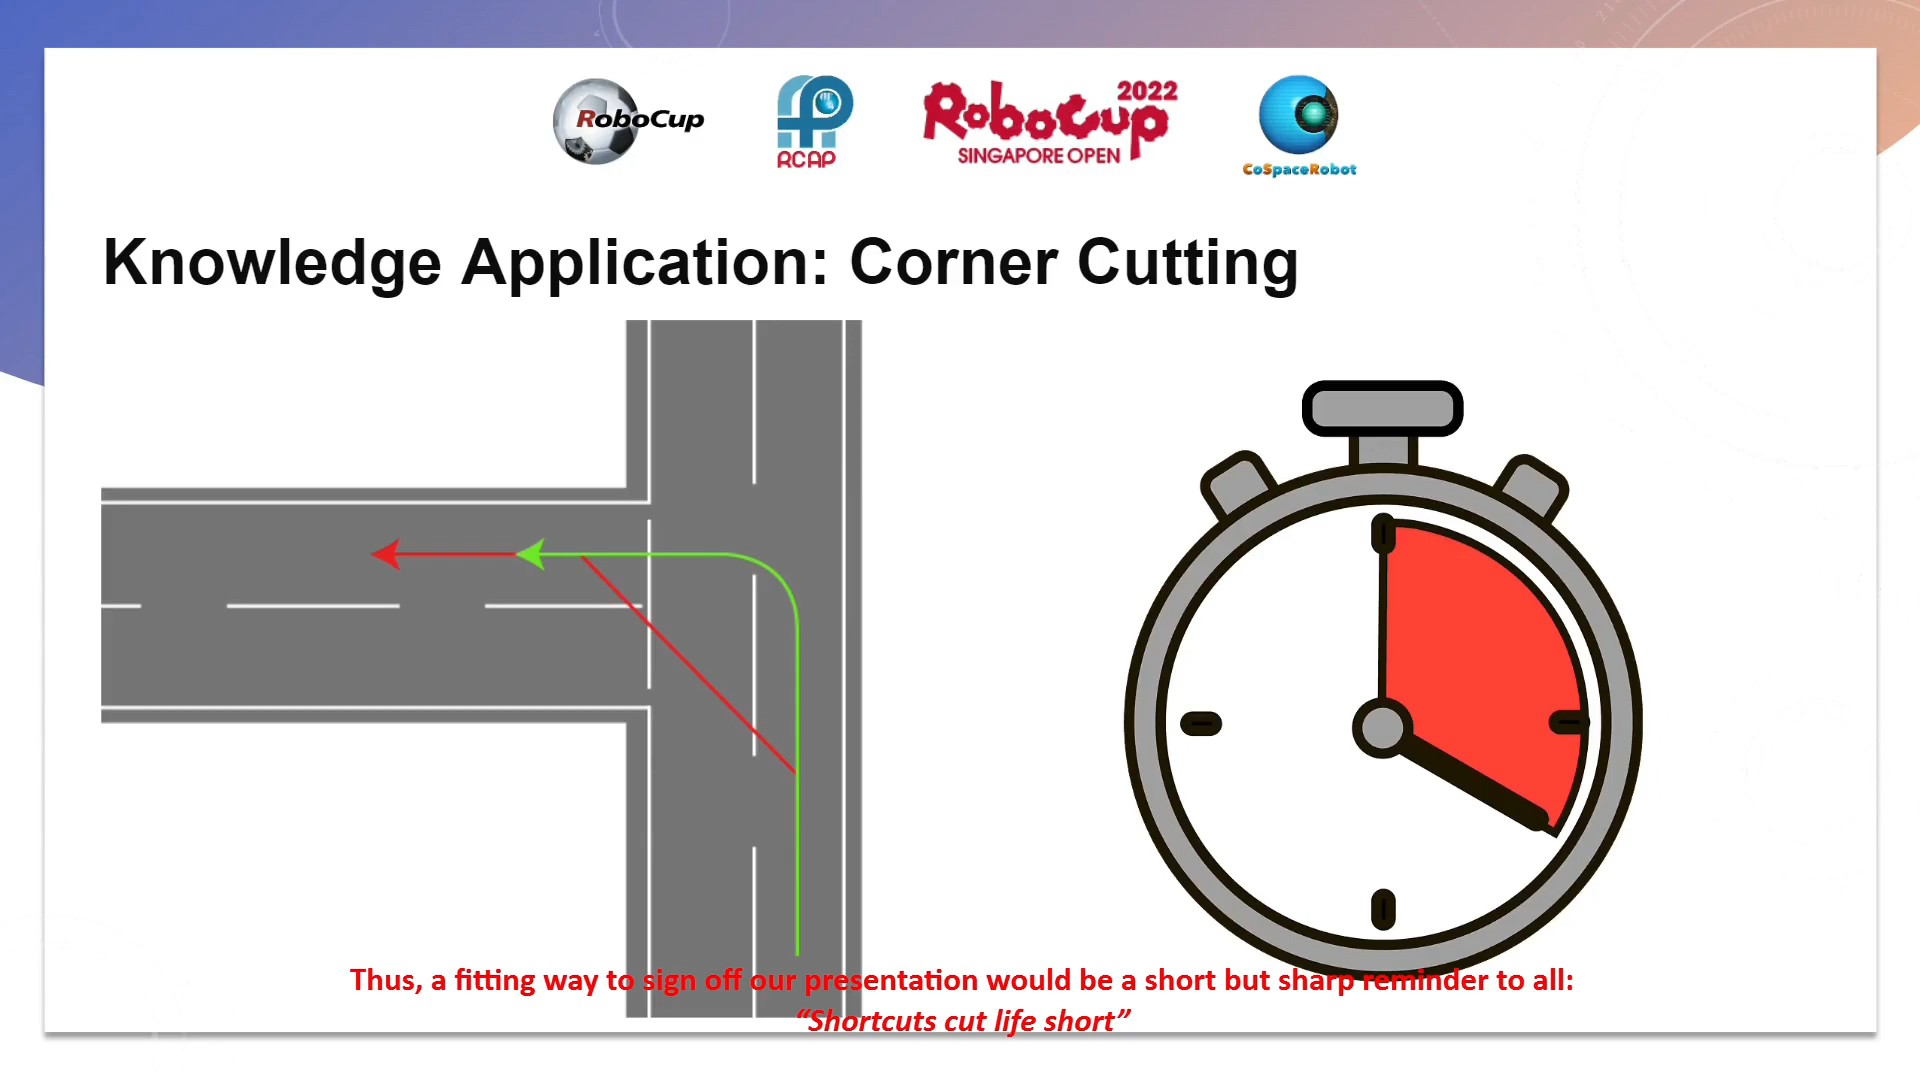 RoboCup
RCAP
RoboCup 2022
SINGAPORE OPEN
CoSpaceRobot
Knowledge Application: Corner Cutting
Thus, a fitting way to sign off our presentation would be a short but sharp reminder to all:
“Shortcuts cut life short”